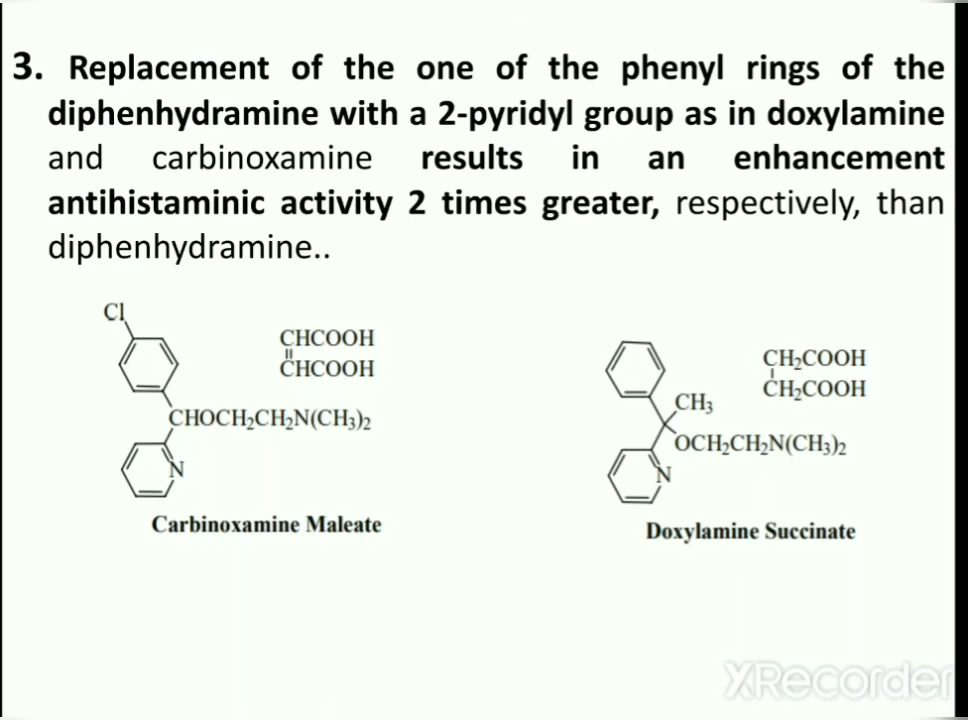 3. Replacement of the one of the phenyl rings of the
diphenhydramine with a 2-pyridyl group as in doxylamine
and carbinoxamine results in an enhancement
antihistaminic activity 2 times greater, respectively, than
diphenhydramine..
Cl
CHCOOH
CHCOOH
CHOCH₂CH₂N(CH₃)₂
N
Carbinoxamine Maleate
CH₂COOH
CH₂COOH
CH₃
OCH₂CH₂N(CH₃)₂
N
Doxylamine Succinate
XRecorder